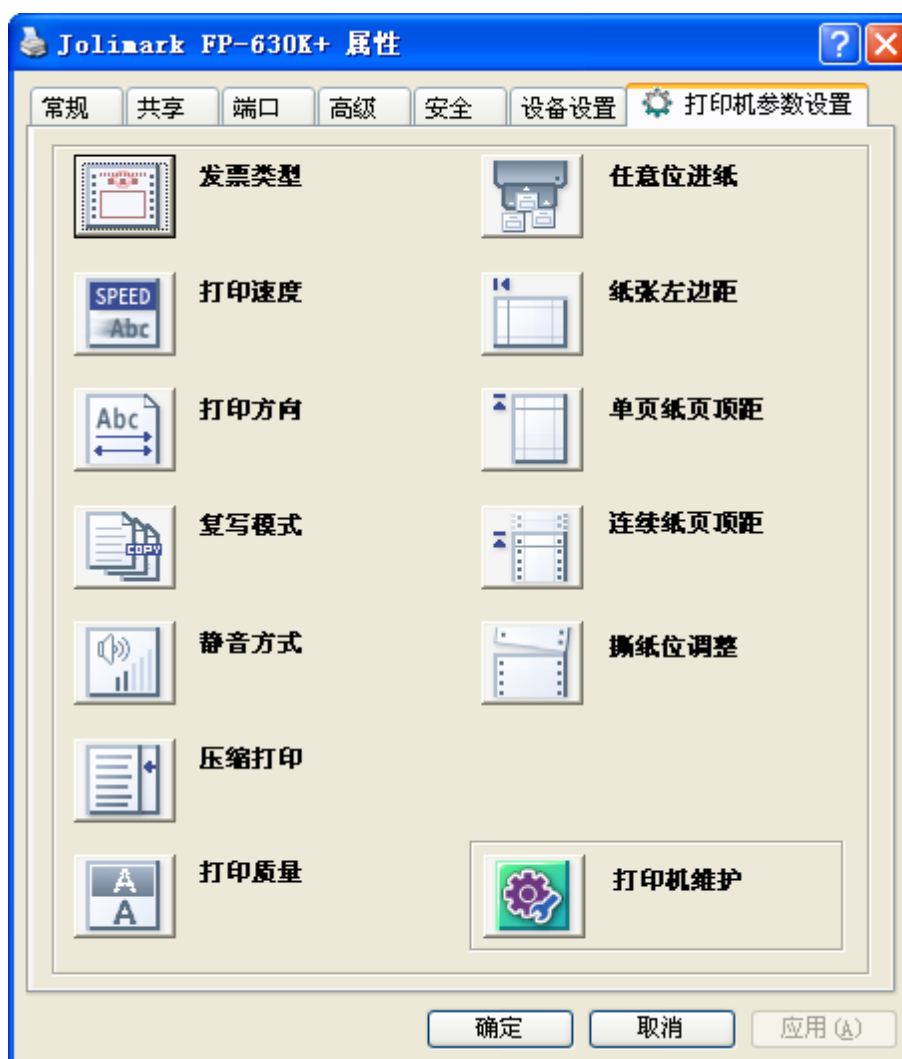 Jolimark FP-630K+ 属性
常规 共享 端口 高级 安全 设备设置 打印机参数设置
发票类型
任意位进纸
SPEED
Abc
打印速度
纸张左边距
Abc
打印方向
单页纸页顶距
COPY
复写模式
连续纸页顶距
静音方式
撕纸位调整
压缩打印
A
A
打印质量
打印机维护
确定 取消 应用(A)